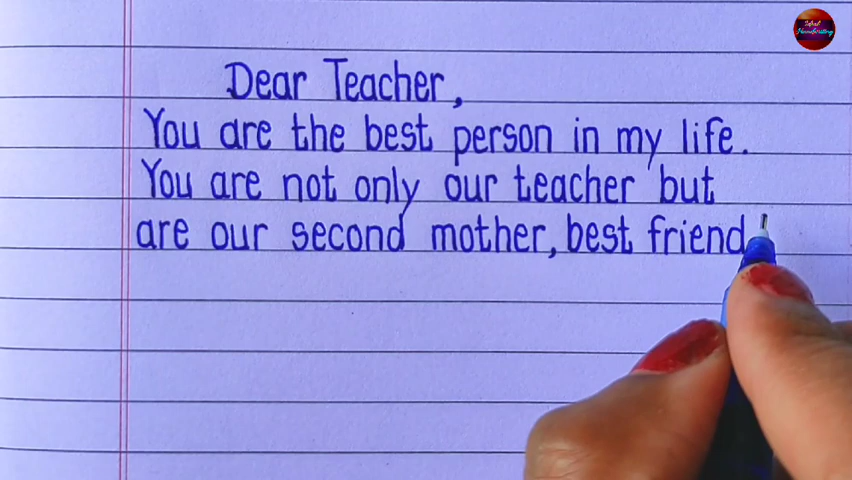 Dear Teacher,
You are the best person in my life.
You are not only our teacher but
are our second mother, best friend
Handwriting